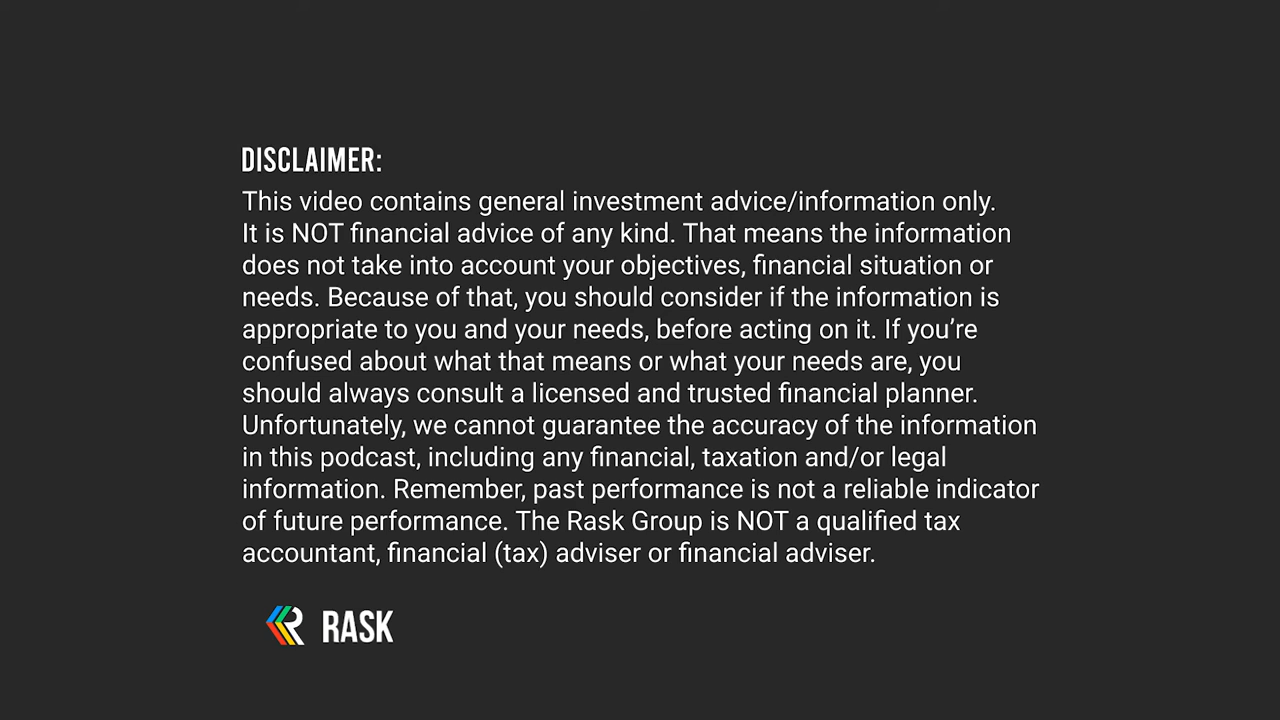 DISCLAIMER:
This video contains general investment advice/information only.
It is NOT financial advice of any kind. That means the information
does not take into account your objectives, financial situation or
needs. Because of that, you should consider if the information is
appropriate to you and your needs, before acting on it. If you’re
confused about what that means or what your needs are, you
should always consult a licensed and trusted financial planner.
Unfortunately, we cannot guarantee the accuracy of the information
in this podcast, including any financial, taxation and/or legal
information. Remember, past performance is not a reliable indicator
of future performance. The Rask Group is NOT a qualified tax
accountant, financial (tax) adviser or financial adviser.
RASK